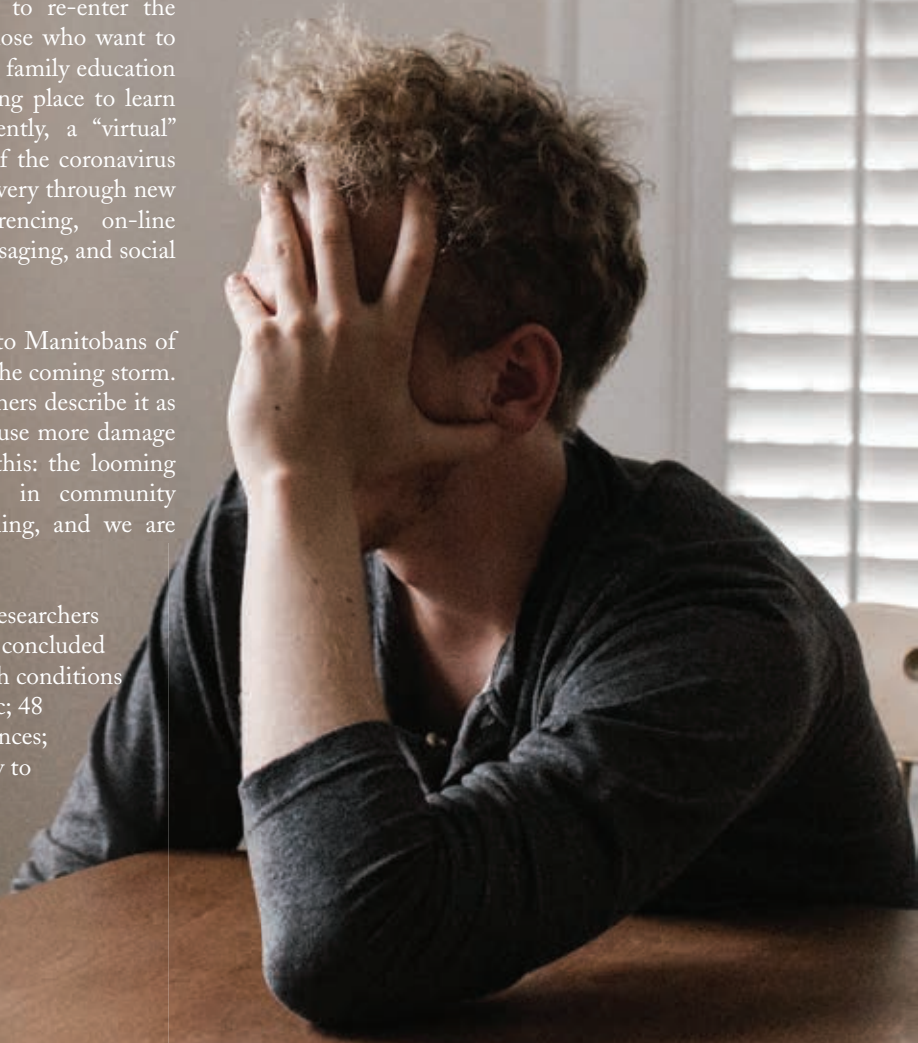 to re-enter the
ose who want to
family education
ng place to learn
ently, a “virtual”
f the coronavirus
very through new
rencing, on-line
saging, and social
to Manitobans of
he coming storm.
hers describe it as
use more damage
this: the looming
in community
ing, and we are
esearchers
concluded
h conditions
c; 48
nces;
y to